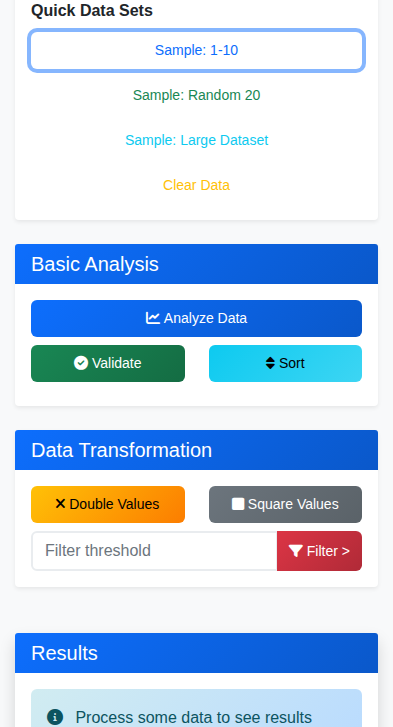 Quick Data Sets
Sample: 1-10
Sample: Random 20
Sample: Large Dataset
Clear Data
Basic Analysis
Analyze Data
Validate
Sort
Data Transformation
Double Values
Square Values
Filter threshold
Filter >
Results
Process some data to see results